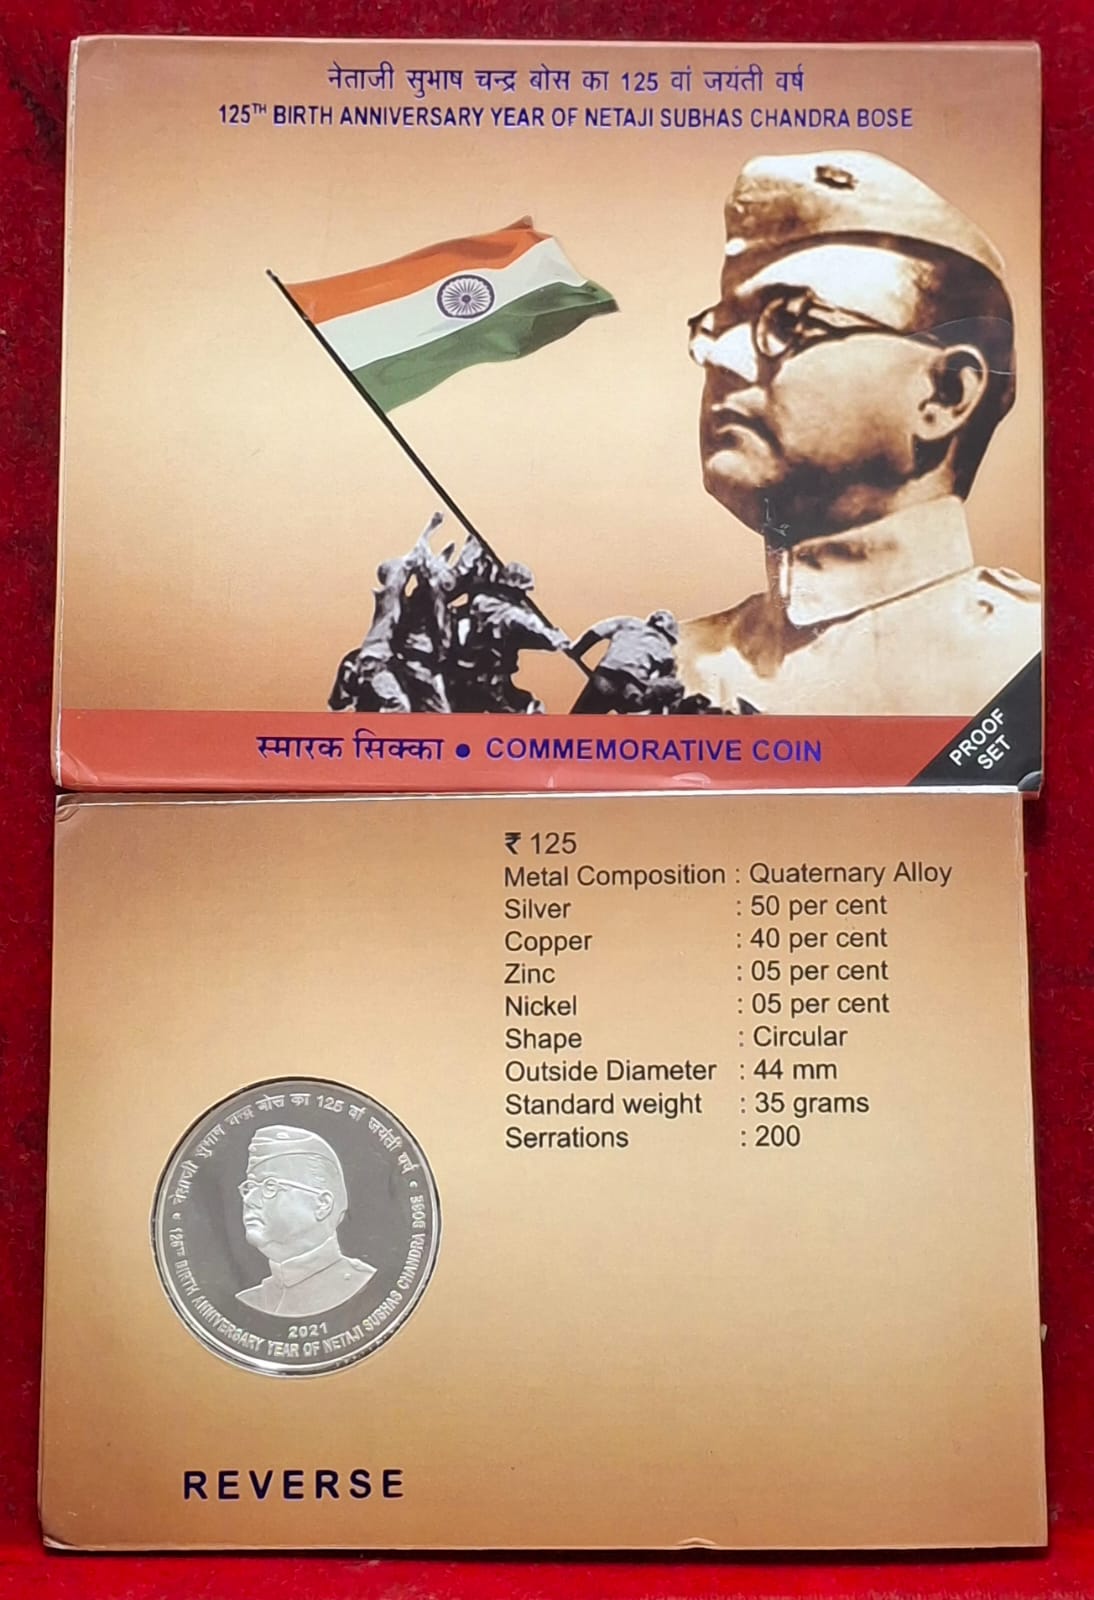 नेताजी सुभाष चन्द्र बोस का 125 वां जयंती वर्ष
125TH BIRTH ANNIVERSARY YEAR OF NETAJI SUBHAS CHANDRA BOSE
स्मारक सिक्का • COMMEMORATIVE COIN
PROOF
SET
₹ 125
Metal Composition : Quaternary Alloy
Silver : 50 per cent
Copper : 40 per cent
Zinc : 05 per cent
Nickel : 05 per cent
Shape : Circular
Outside Diameter : 44 mm
Standard weight : 35 grams
Serrations : 200
नेताजी सुभाष चन्द्र बोस का 125 वां जयंती वर्ष
2021
125TH BIRTH ANNIVERSARY YEAR OF NETAJI SUBHAS CHANDRA BOSE
REVERSE